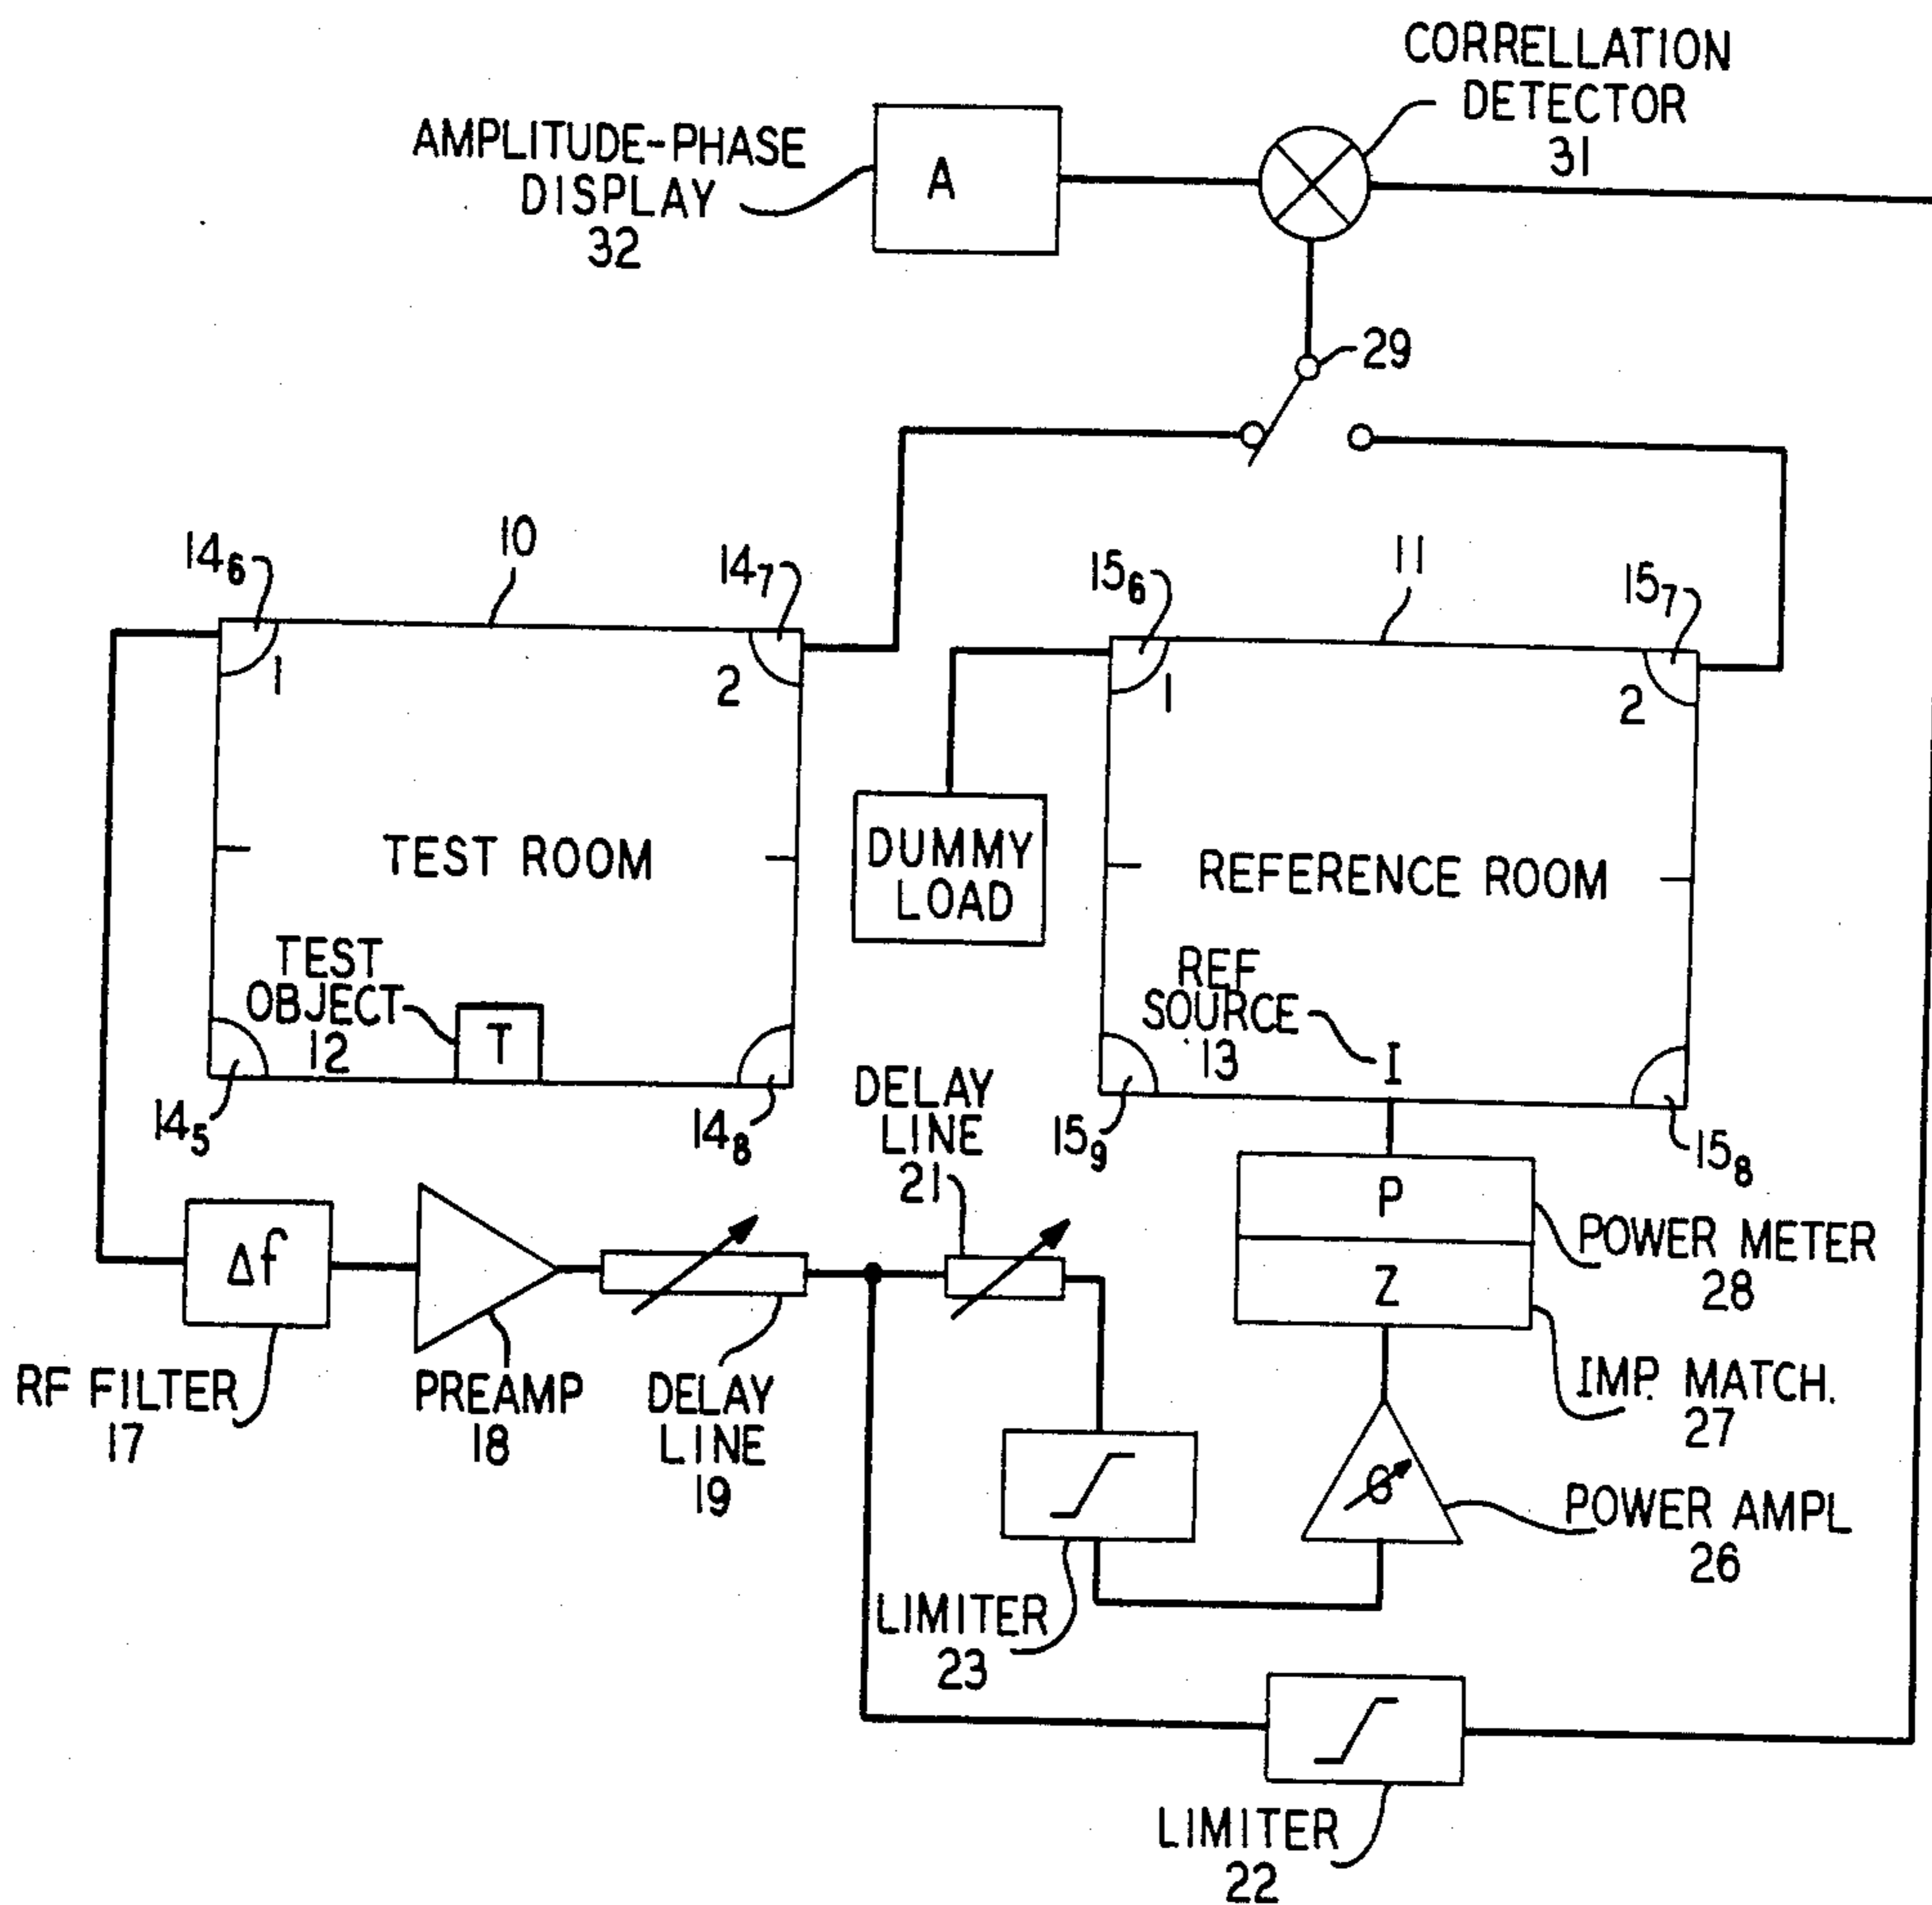 CORRELLATION
DETECTOR
31
AMPLITUDE-PHASE
DISPLAY
32
A
29
14₆
10
14₇
15₆
11
15₇
1
2
1
2
TEST ROOM
DUMMY
LOAD
REFERENCE ROOM
TEST
OBJECT
12
T
REF
SOURCE
13
I
14₅
14₈
DELAY
LINE
21
15₉
15₈
P
Z
POWER METER
28
IMP. MATCH.
27
Δf
RF FILTER
17
PREAMP
18
DELAY
LINE
19
POWER AMPL
26
LIMITER
23
LIMITER
22